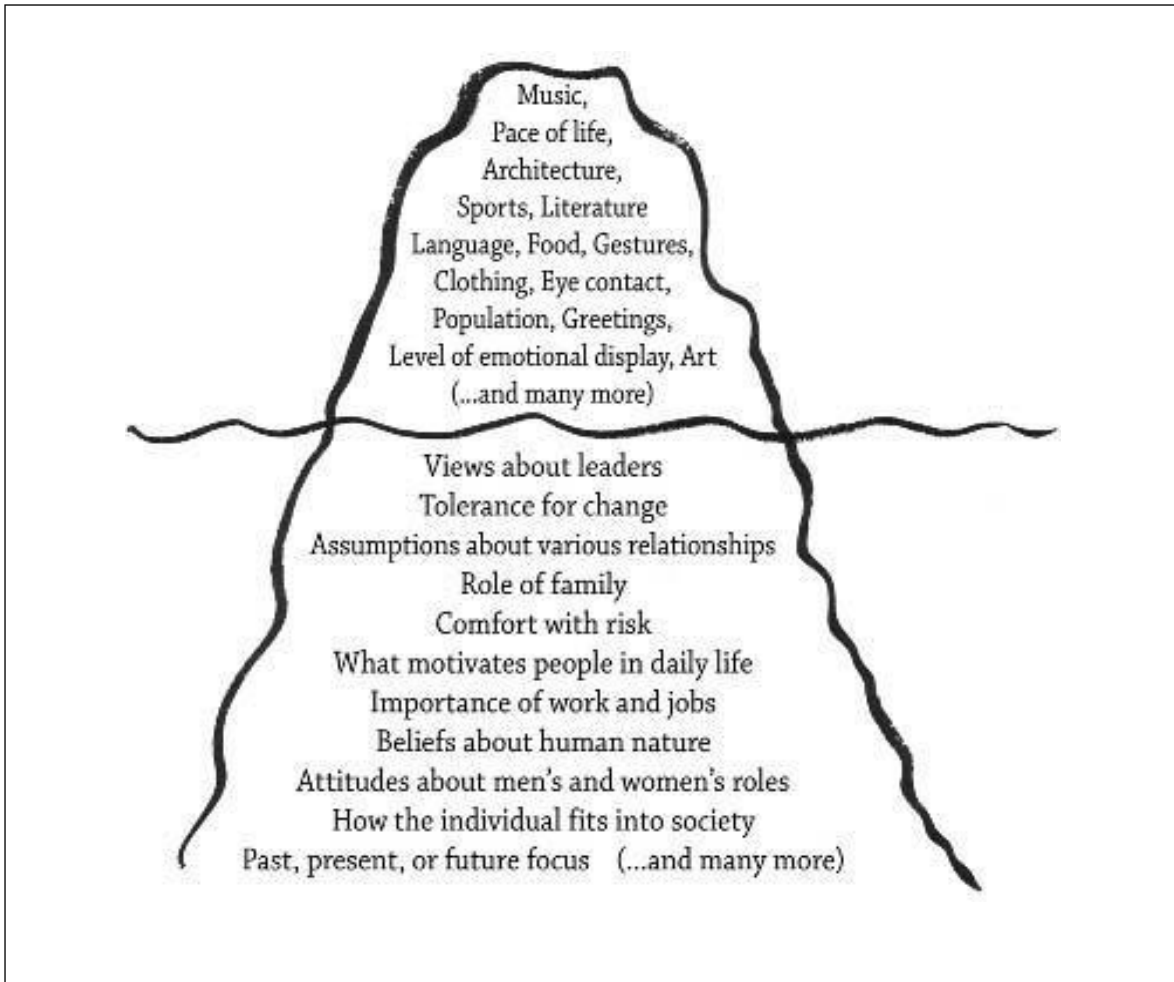 Music,
Pace of life,
Architecture,
Sports, Literature
Language, Food, Gestures,
Clothing, Eye contact,
Population, Greetings,
Level of emotional display, Art
(...and many more)
Views about leaders
Tolerance for change
Assumptions about various relationships
Role of family
Comfort with risk
What motivates people in daily life
Importance of work and jobs
Beliefs about human nature
Attitudes about men’s and women’s roles
How the individual fits into society
Past, present, or future focus (...and many more)